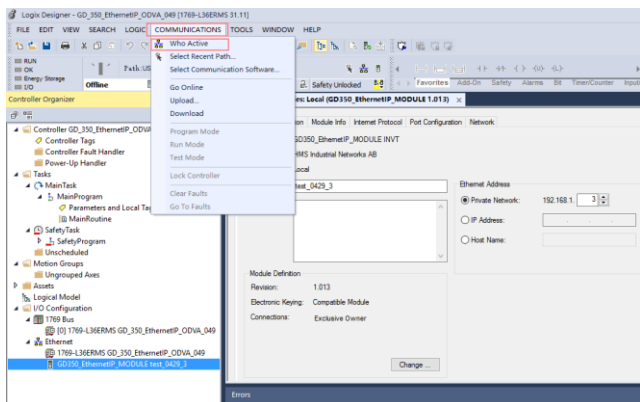 Logix Designer - GD_350_EthernetIP_ODVA_049 [1769-L36ERMS 31.11]
FILE EDIT VIEW SEARCH LOGIC COMMUNICATIONS TOOLS WINDOW HELP
Who Active
Select Recent Path...
Select Communication Software...
Go Online
Upload...
Download
Program Mode
Run Mode
Test Mode
Lock Controller
Clear Faults
Go To Faults
RUN
OK
Energy Storage
I/O
Offline
Path:
Safety Unlocked
Favorites Add-On Safety Alarms Bit Timer/Counter
Controller Organizer
es: Local (GD350_EthernetIP_MODULE 1.013)
Module Info Internet Protocol Port Configuration Network
Controller GD_350_EthernetIP_ODVA
Controller Tags
Controller Fault Handler
Power-Up Handler
Tasks
MainTask
MainProgram
Parameters and Local Tag
MainRoutine
SafetyTask
SafetyProgram
Unscheduled
Motion Groups
Ungrouped Axes
Assets
Logical Model
I/O Configuration
1769 Bus
[0] 1769-L36ERMS GD_350_EthernetIP_ODVA_049
Ethernet
1769-L36ERMS GD_350_EthernetIP_ODVA_049
GD350_EthernetIP_MODULE test_0429_3
GD350_EthernetIP_MODULE INVT
HMS Industrial Networks AB
Local
test_0429_3
Ethernet Address
Private Network: 192.168.1. 3
IP Address:
Host Name:
Module Definition
Revision: 1.013
Electronic Keying: Compatible Module
Connections: Exclusive Owner
Change ...
Errors